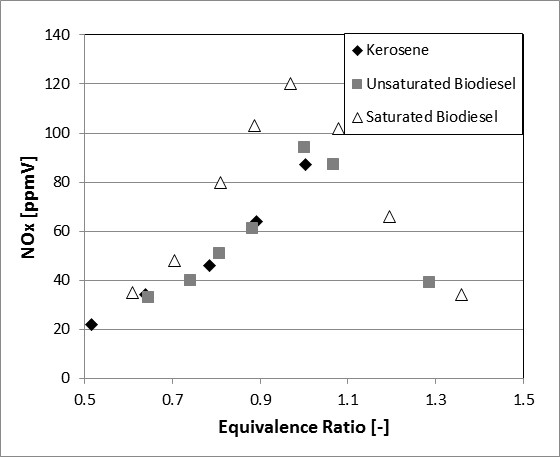 140
120
100
80
60
40
20
0
NOx [ppmV]
Kerosene
Unsaturated Biodiesel
Saturated Biodiesel
0.5 0.7 0.9 1.1 1.3 1.5
Equivalence Ratio [-]